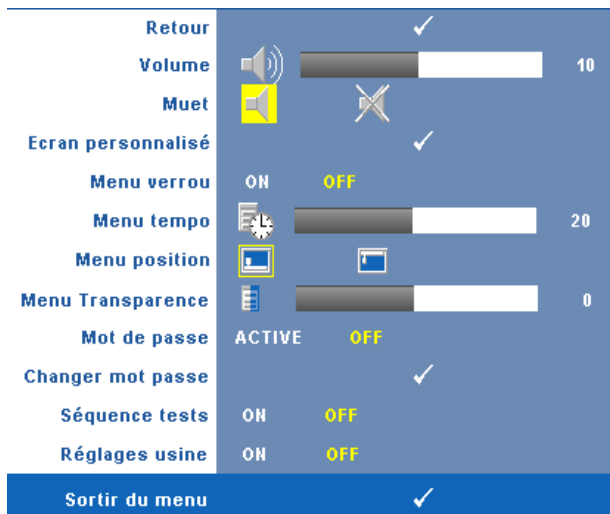 Retour
Volume 10
Muet
Ecran personnalisé
Menu verrou ON OFF
Menu tempo 20
Menu position
Menu Transparence 0
Mot de passe ACTIVE OFF
Changer mot passe
Séquence tests ON OFF
Réglages usine ON OFF
Sortir du menu